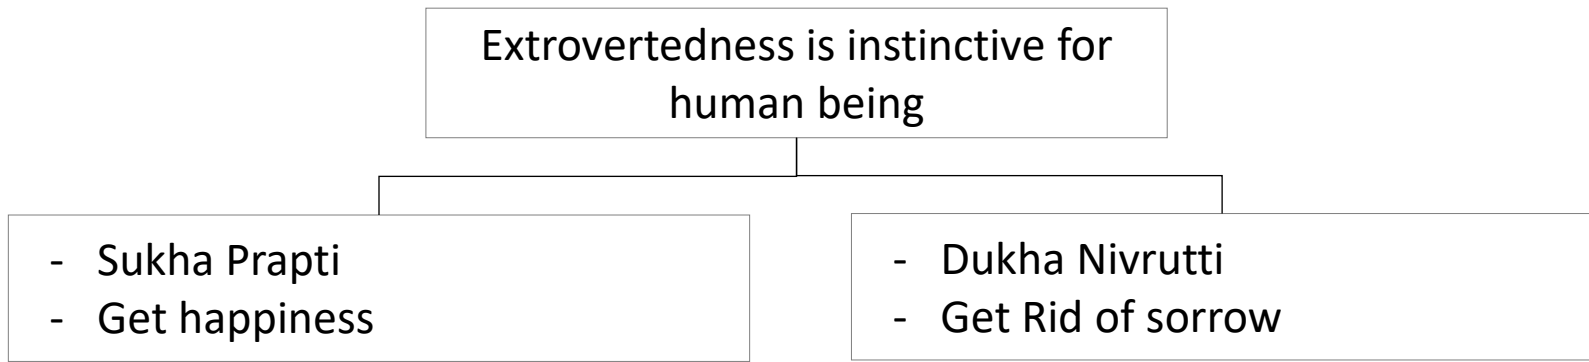 Extrovertedness is instinctive for
human being
- Sukha Prapti
- Get happiness
- Dukha Nivrutti
- Get Rid of sorrow